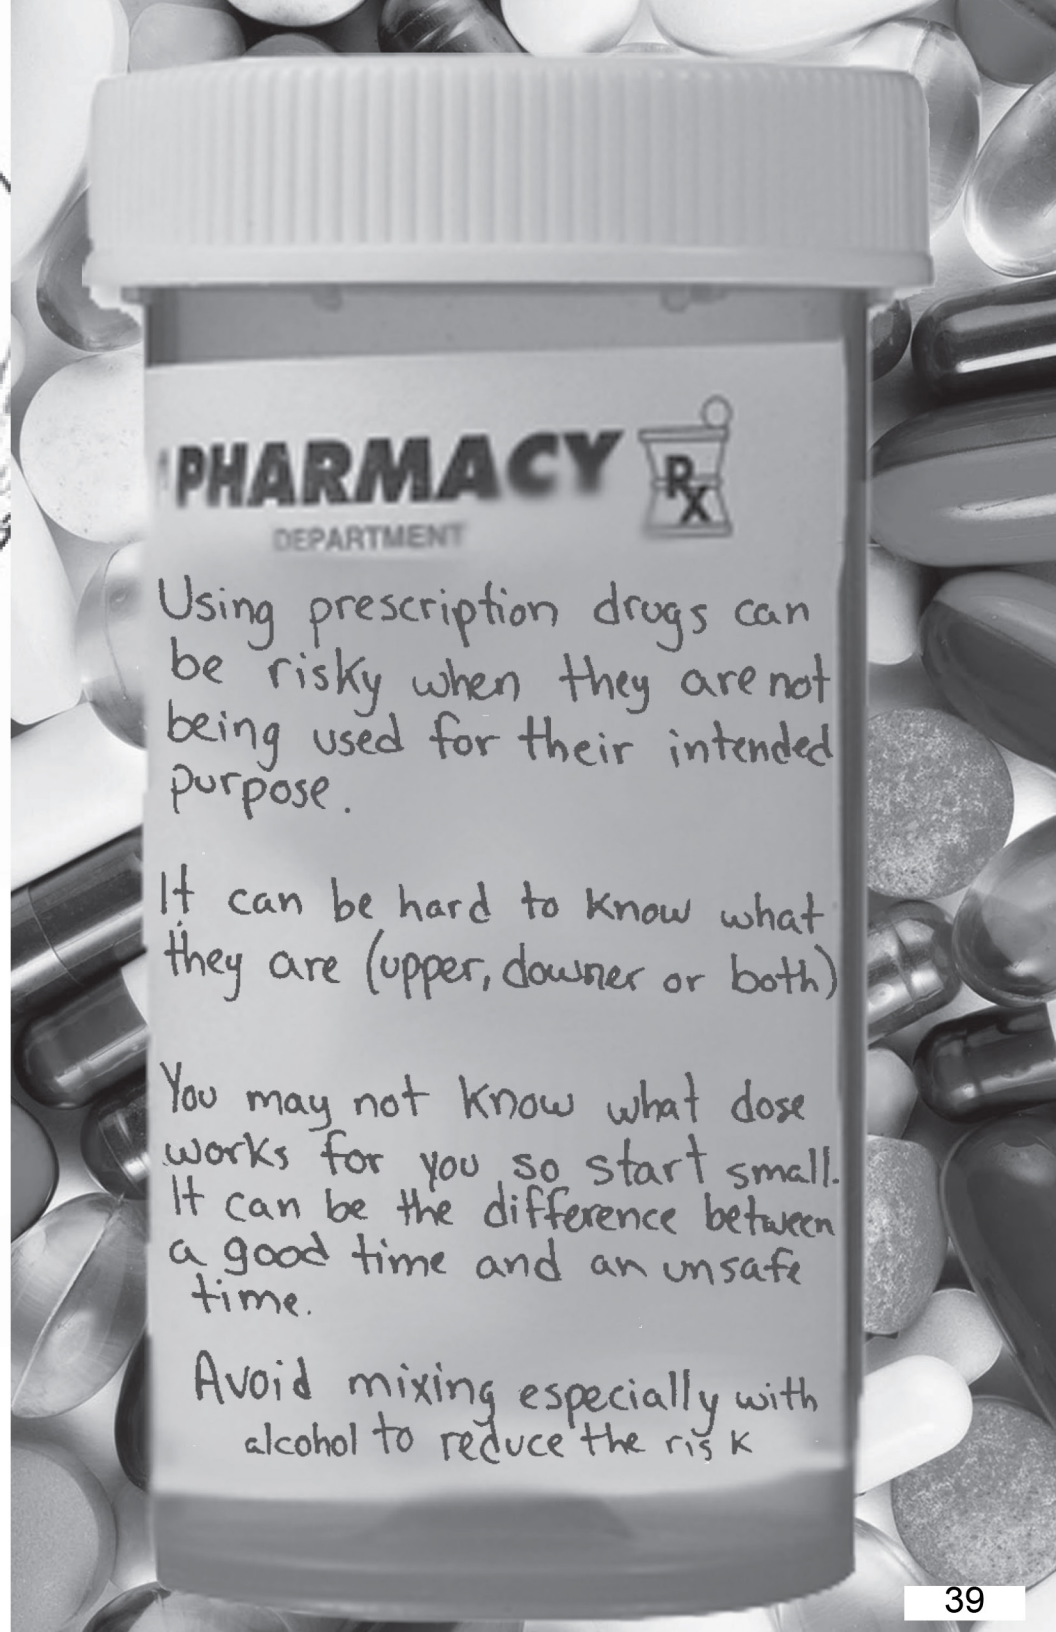 PHARMACY
RX
DEPARTMENT
Using prescription drugs can
be risky when they are not
being used for their intended
purpose.
It can be hard to know what
they are (upper, downer or both)
You may not know what dose
works for you so start small.
It can be the difference between
a good time and an unsafe
time.
Avoid mixing especially with
alcohol to reduce the risk
39